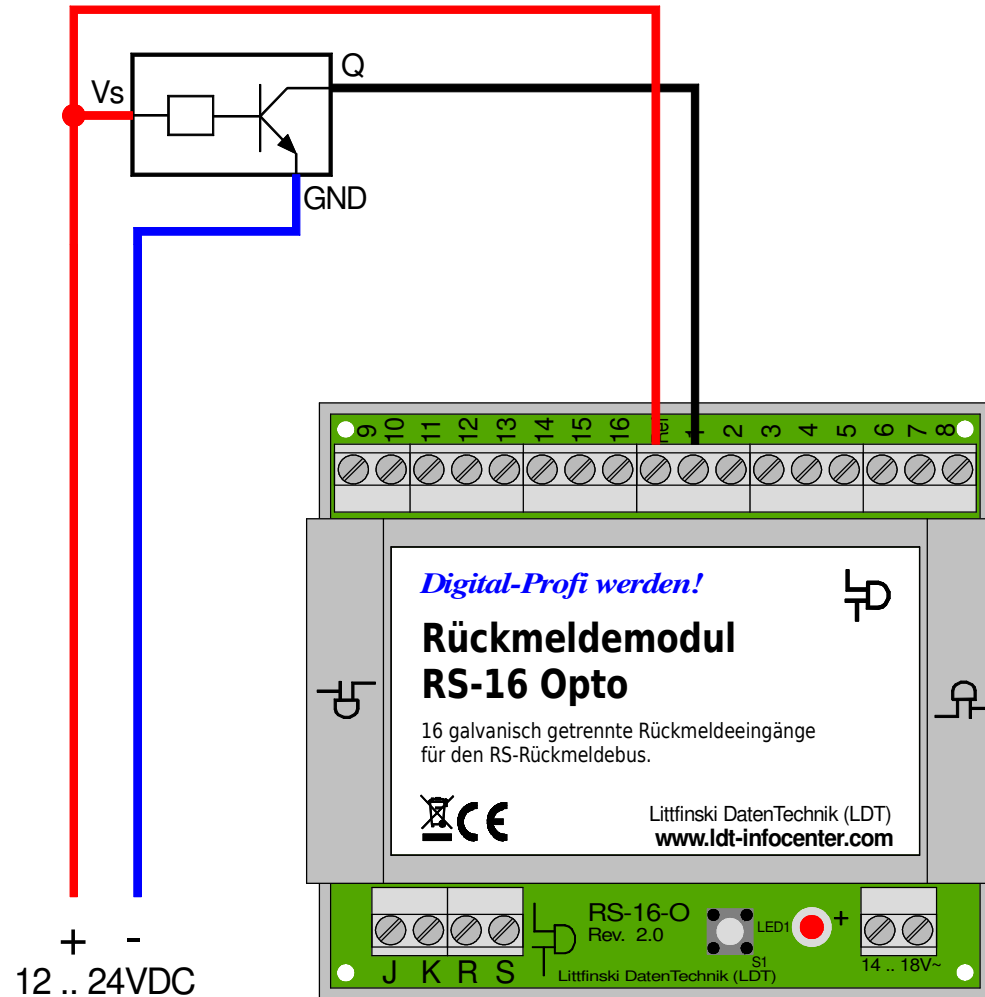 Q
Vs
GND
9 10 11 12 13 14 15 16 Ref 1 2 3 4 5 6 7 8
Digital-Profi werden!
Rückmeldemodul
RS-16 Opto
16 galvanisch getrennte Rückmeldeeingänge
für den RS-Rückmeldebus.
CE
Littfinski DatenTechnik (LDT)
www.ldt-infocenter.com
RS-16-O
Rev. 2.0
LED1
+
S1
J K R S
Littfinski DatenTechnik (LDT)
14 .. 18V~
+ -
12 .. 24VDC